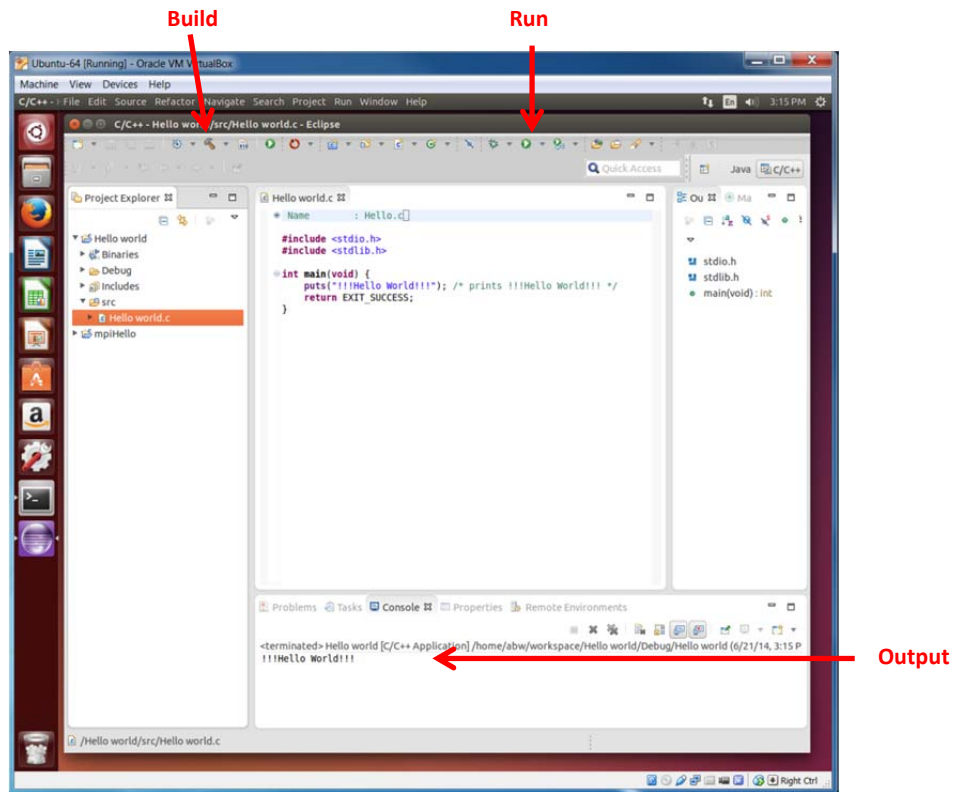 Build
Run
Ubuntu-64 [Running] - Oracle VM VirtualBox
Machine View Devices Help
C/C++ - File Edit Source Refactor Navigate Search Project Run Window Help
En 3:15 PM
C/C++ - Hello world/src/Hello world.c - Eclipse
Quick Access
Java C/C++
Project Explorer
Hello world.c
Ou Ma
Name : Hello.c
Hello world
Binaries
Debug
Includes
src
Hello world.c
mpiHello
#include <stdio.h>
#include <stdlib.h>
int main(void) {
puts("!!!Hello World!!!"); /* prints !!!Hello World!!! */
return EXIT_SUCCESS;
}
stdio.h
stdlib.h
main(void) : int
Problems Tasks Console Properties Remote Environments
<terminated> Hello world [C/C++ Application] /home/abw/workspace/Hello world/Debug/Hello world (6/21/14, 3:15 P
!!!Hello World!!!
Output
/Hello world/src/Hello world.c
Right Ctrl